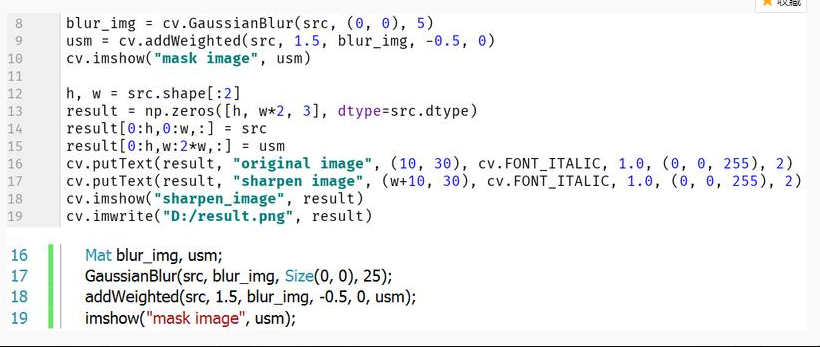 收藏
8 blur_img = cv.GaussianBlur(src, (0, 0), 5)
9 usm = cv.addWeighted(src, 1.5, blur_img, -0.5, 0)
10 cv.imshow("mask image", usm)
11
12 h, w = src.shape[:2]
13 result = np.zeros([h, w*2, 3], dtype=src.dtype)
14 result[0:h,0:w,:] = src
15 result[0:h,w:2*w,:] = usm
16 cv.putText(result, "original image", (10, 30), cv.FONT_ITALIC, 1.0, (0, 0, 255), 2)
17 cv.putText(result, "sharpen image", (w+10, 30), cv.FONT_ITALIC, 1.0, (0, 0, 255), 2)
18 cv.imshow("sharpen_image", result)
19 cv.imwrite("D:/result.png", result)
16 Mat blur_img, usm;
17 GaussianBlur(src, blur_img, Size(0, 0), 25);
18 addWeighted(src, 1.5, blur_img, -0.5, 0, usm);
19 imshow("mask image", usm);